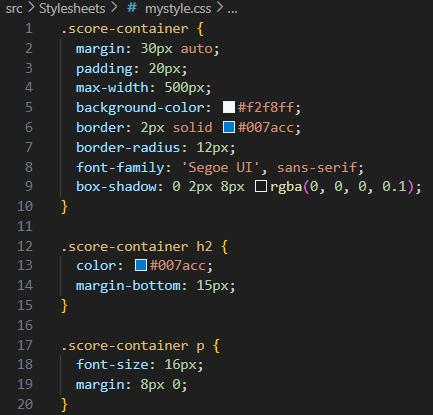 src > Stylesheets > # mystyle.css > ...
1 .score-container {
2   margin: 30px auto;
3   padding: 20px;
4   max-width: 500px;
5   background-color: #f2f8ff;
6   border: 2px solid #007acc;
7   border-radius: 12px;
8   font-family: 'Segoe UI', sans-serif;
9   box-shadow: 0 2px 8px rgba(0, 0, 0, 0.1);
10 }
11
12 .score-container h2 {
13   color: #007acc;
14   margin-bottom: 15px;
15 }
16
17 .score-container p {
18   font-size: 16px;
19   margin: 8px 0;
20 }